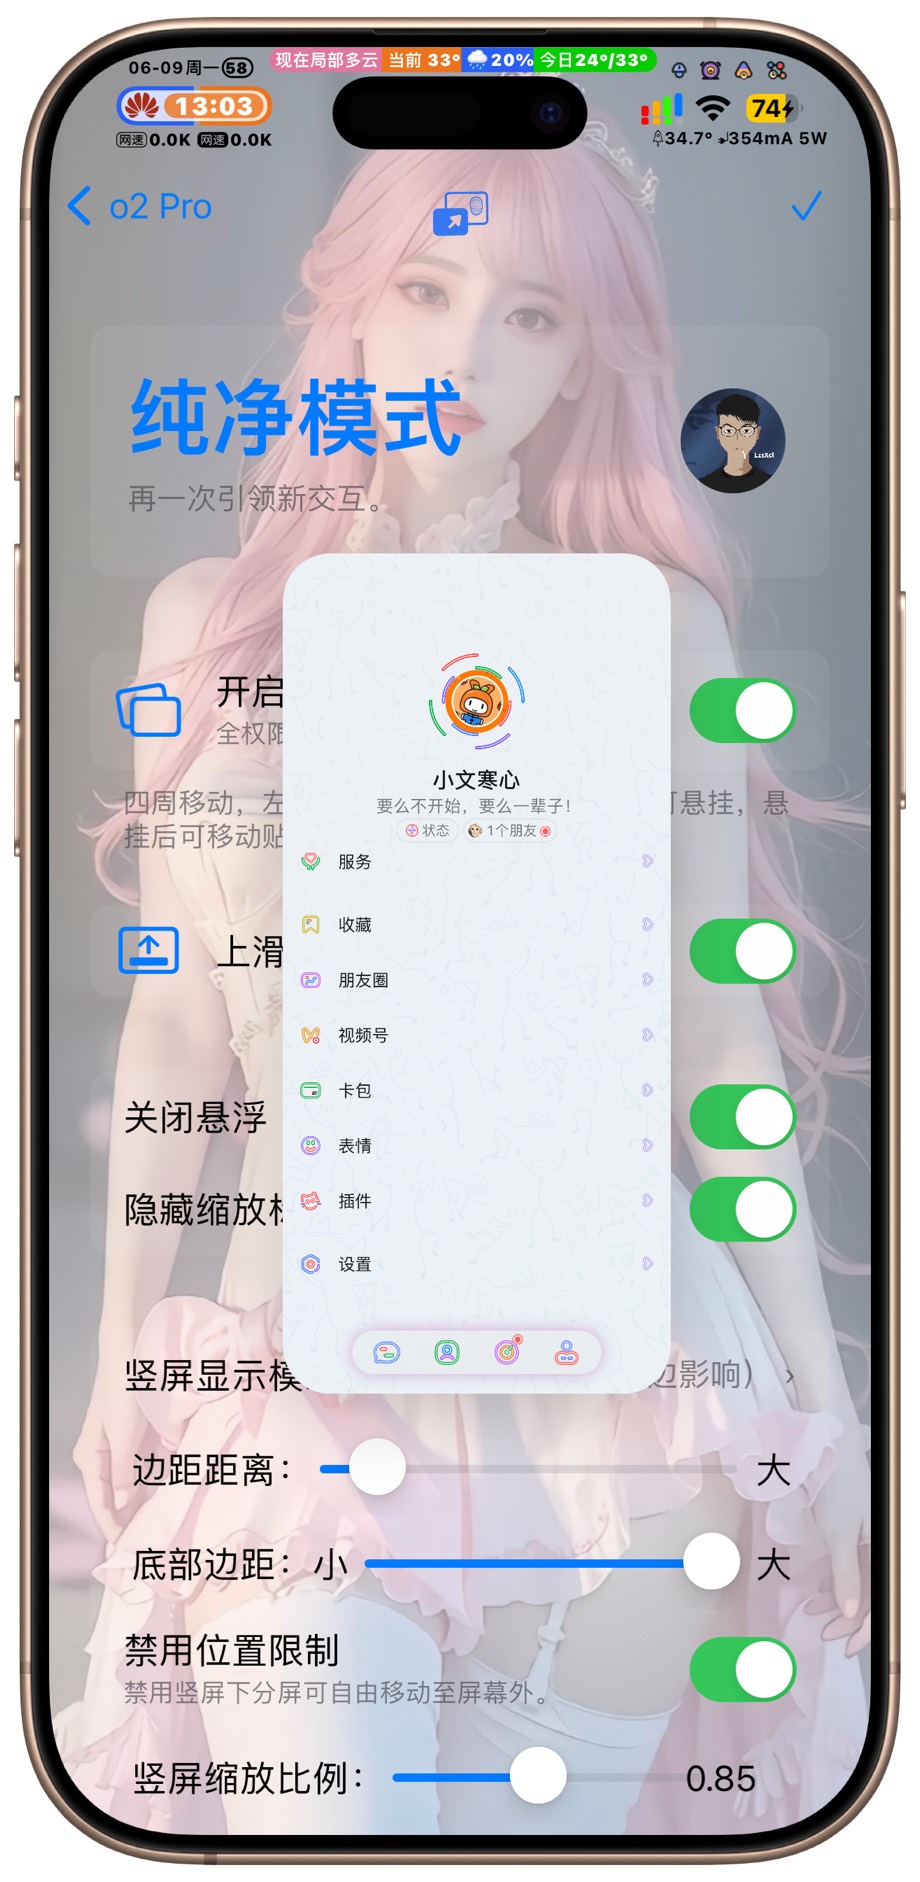 06-09周一58
现在局部多云 当前 33° 20% 今日24°/33°
13:03
74
网速0.0K 网速0.0K
34.7° 354mA 5W
o2 Pro
纯净模式
LzsXcl
再一次引领新交互。
开启
全权限
四周移动，左
可悬挂，悬
挂后可移动贴
上滑
关闭悬浮
隐藏缩放
竖屏显示模
边影响）
小文寒心
要么不开始，要么一辈子！
状态
1个朋友
服务
收藏
朋友圈
视频号
卡包
表情
插件
设置
边距距离：
大
底部边距：小
大
禁用位置限制
禁用竖屏下分屏可自由移动至屏幕外。
竖屏缩放比例：
0.85